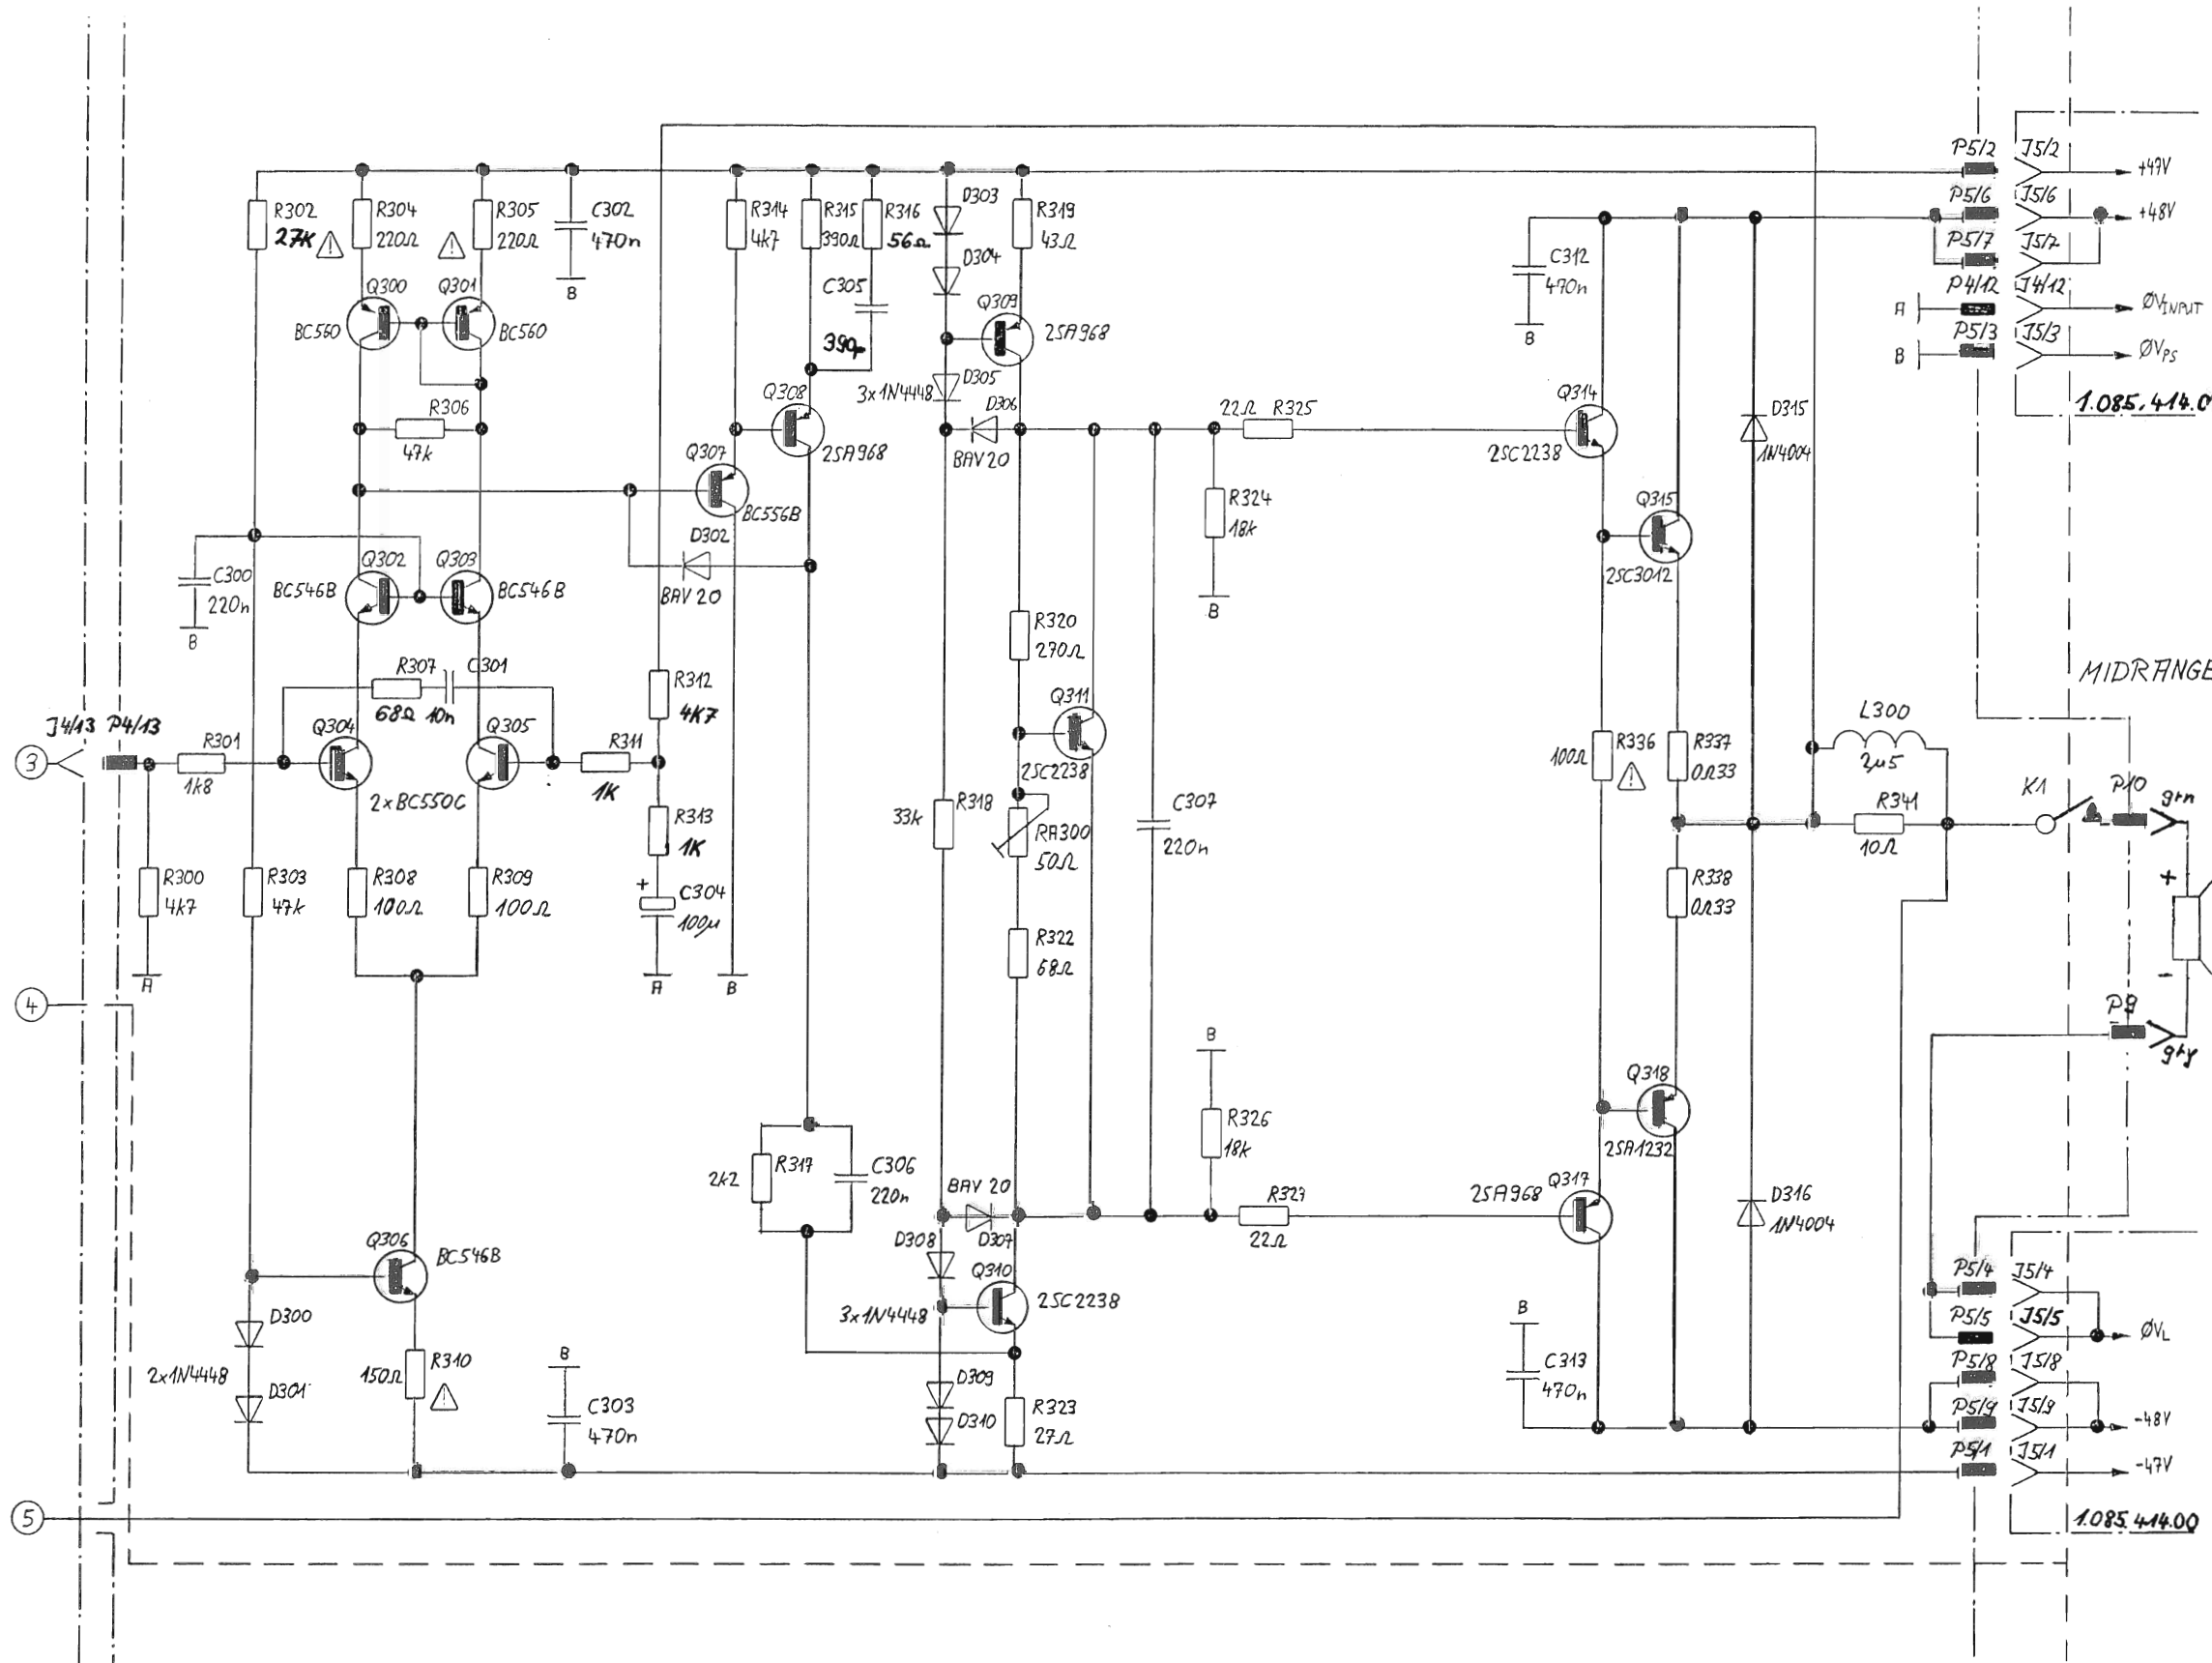 P5/2 J5/2
+47V
P5/6 J5/6
+48V
P5/7 J5/7
P4/12 J4/12
A ØVINPUT
P5/3 J5/3
B ØVPS
1.085.414.0
R302
27K
R304
220Ω
R305
220Ω
C302
470n
B
R314
4k7
R315
390Ω
R316
56Ω
D303
R319
43Ω
D304
C305
Q309
2SA968
C312
470n
B
Q300
BC560
Q301
BC560
D305
3x1N4448
Q308
2SA968
D306
BAV20
22Ω R325
Q314
2SC2238
D315
1N4004
R306
47k
Q307
BC556B
R324
18k
B
Q315
2SC3012
D302
BAV 20
C300
220n
B
Q302
BC546B
Q303
BC546B
R320
270Ω
R307 C301
68Ω 10n
R312
4K7
Q311
2SC2238
MIDRANGE
J4/13 P4/13
3
R301
1k8
Q304
Q305
2xBC550C
R311
1K
R313
1K
R318
33k
RA300
50Ω
C307
220n
100Ω
R336
R337
0Ω33
L300
2µ5
R341
10Ω
K1
P10
grn
+
-
P9
gry
R300
4k7
A
R303
47k
R308
100Ω
R309
100Ω
+
C304
100µ
A
B
R322
68Ω
R338
0Ω33
4
B
R326
18k
Q318
2SA1232
R317
2k2
C306
220n
BAV 20
D307
R327
22Ω
2SA968
Q317
D316
1N4004
Q306
BC546B
D308
Q310
2SC2238
3x1N4448
D300
2x1N4448
D301
R310
150Ω
B
C303
470n
D309
D310
R323
27Ω
B
C313
470n
P5/4 J5/4
P5/5 J5/5
ØVL
P5/8 J5/8
P5/9 J5/9
-48V
P5/1 J5/1
-47V
5
1.085.414.00